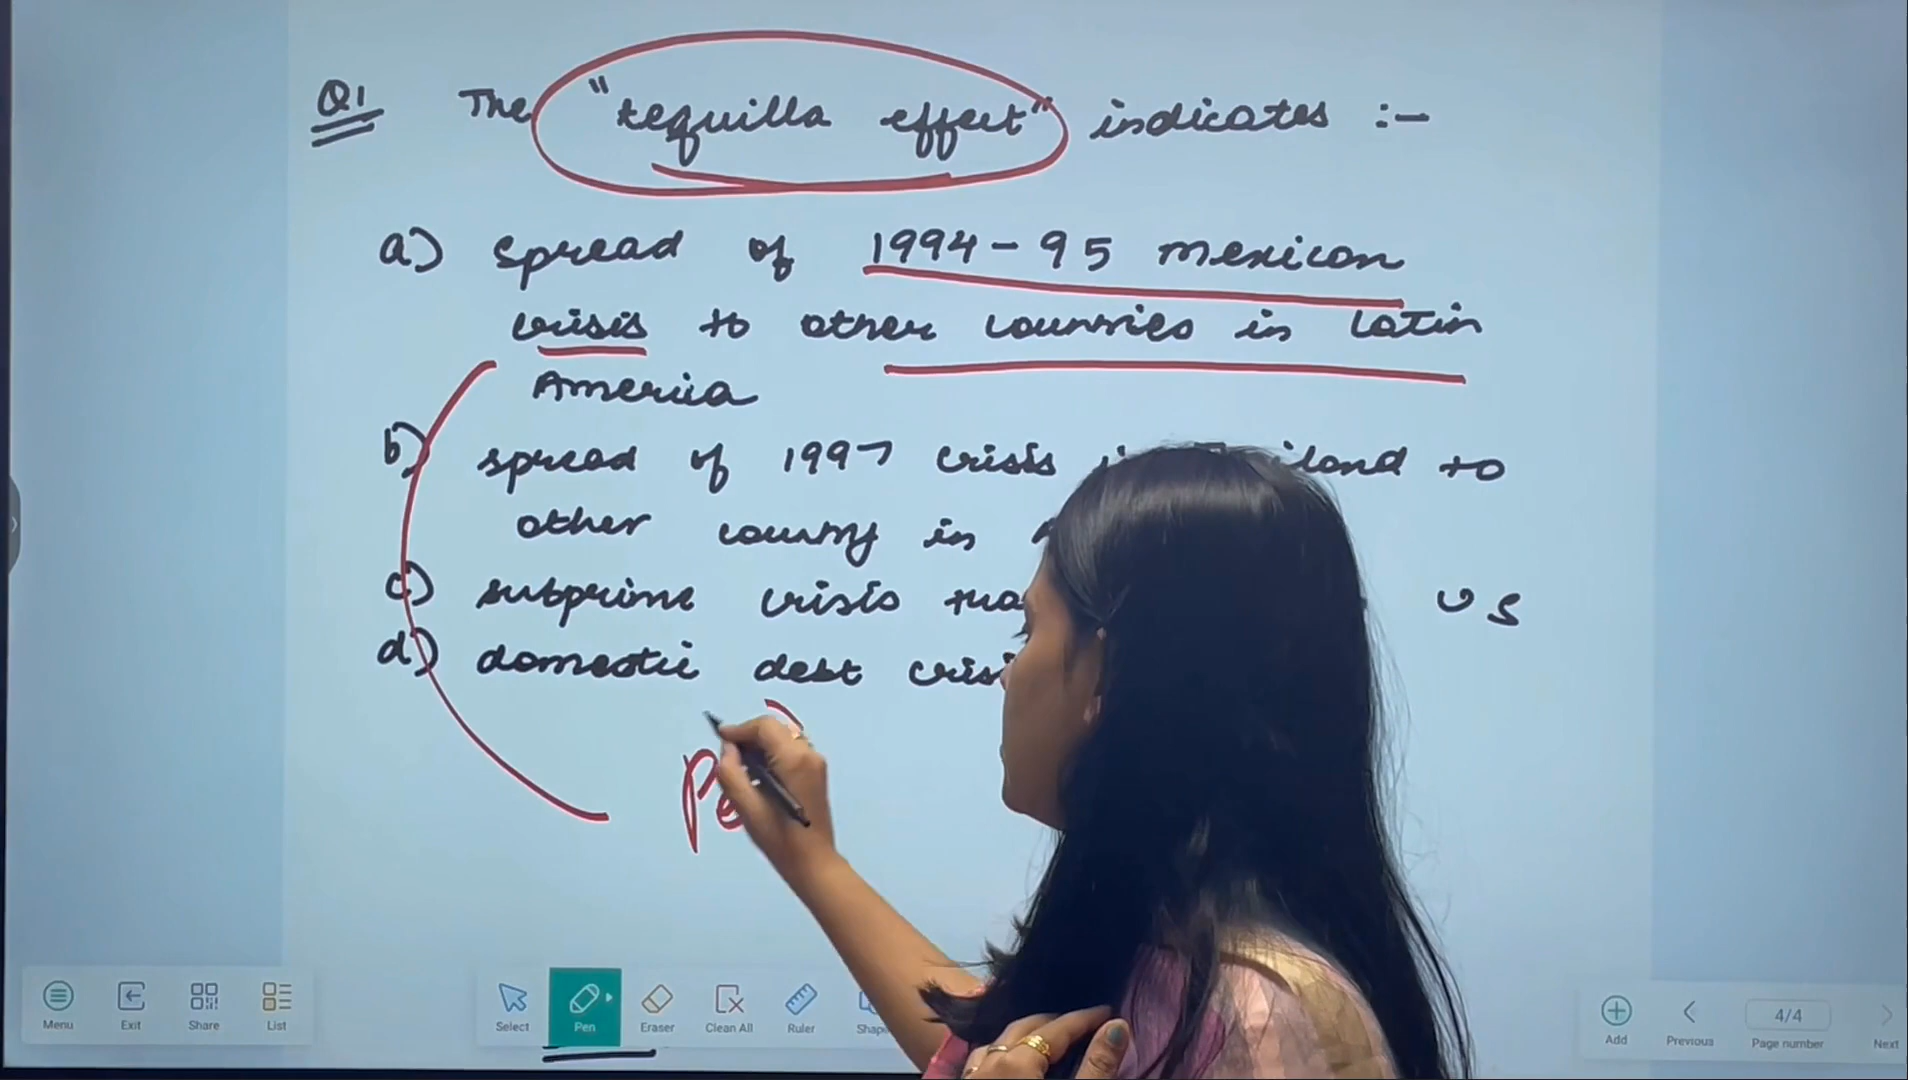 Q1 The "tequilla effect" indicates :-
a) spread of 1994-95 mexican
crisis to other countries in Latin
America
b) spread of 1997 crisis to
other country in
c) subprime crisis US
d) domestic debt
Menu
Exit
Share
List
Select
Pen
Eraser
Clean All
Ruler
Add
Previous
4/4
Page number
Next